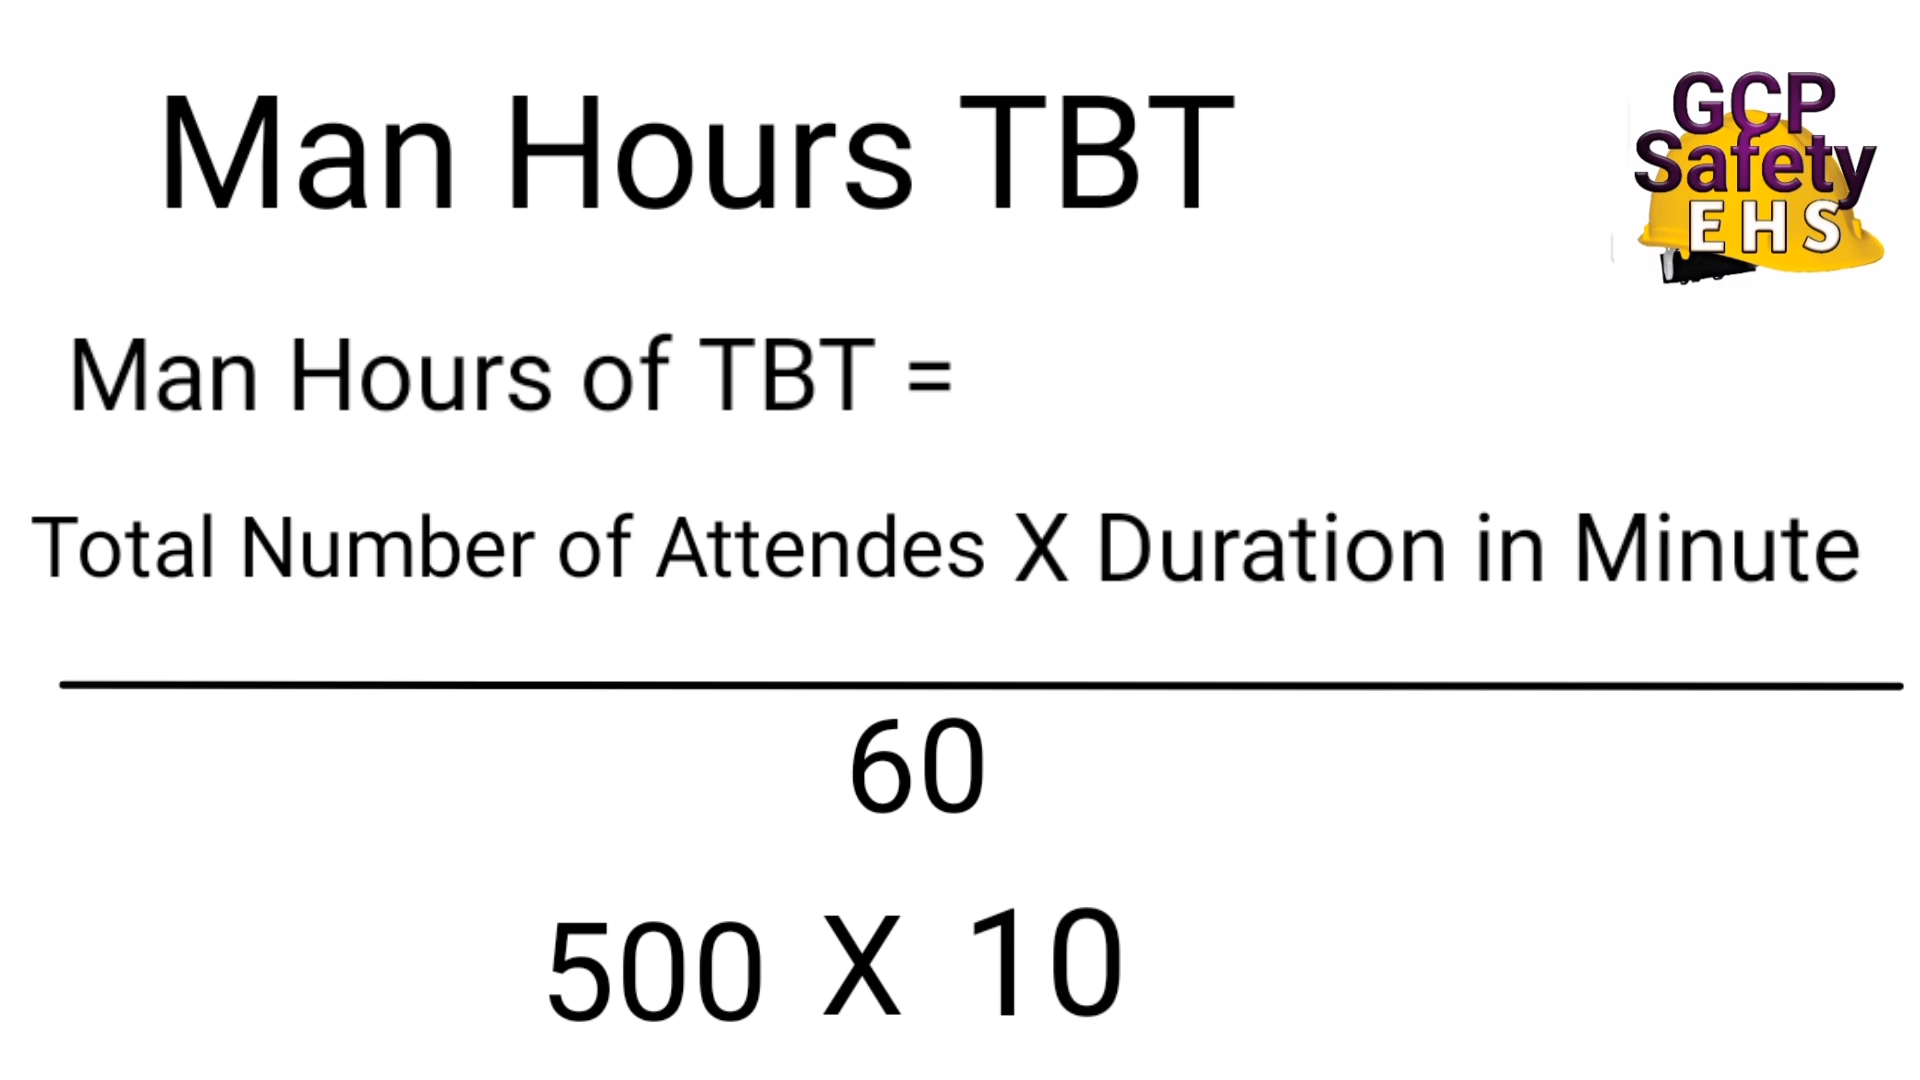 Man Hours TBT
GCP
Safety
EHS
Man Hours of TBT =
Total Number of Attendes X Duration in Minute
60
500 X 10